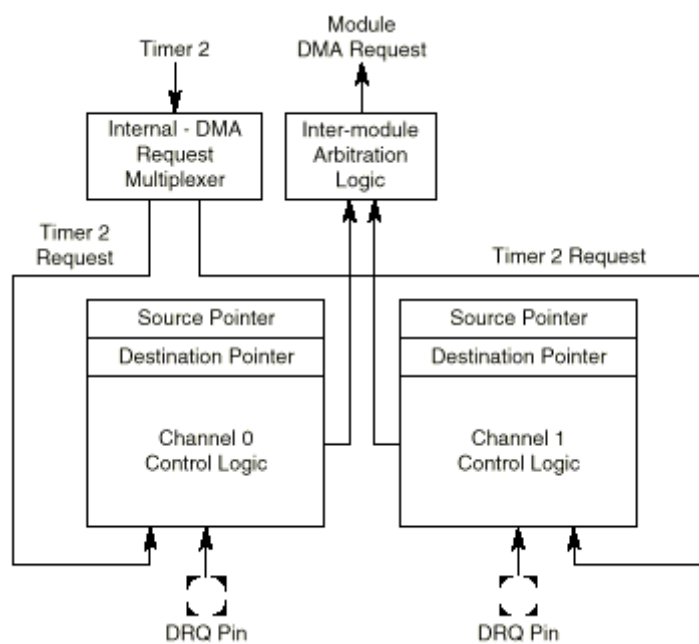 Timer 2
Module
DMA Request
Internal - DMA
Request
Multiplexer
Inter-module
Arbitration
Logic
Timer 2
Request
Timer 2 Request
Source Pointer
Destination Pointer
Channel 0
Control Logic
Source Pointer
Destination Pointer
Channel 1
Control Logic
DRQ Pin
DRQ Pin